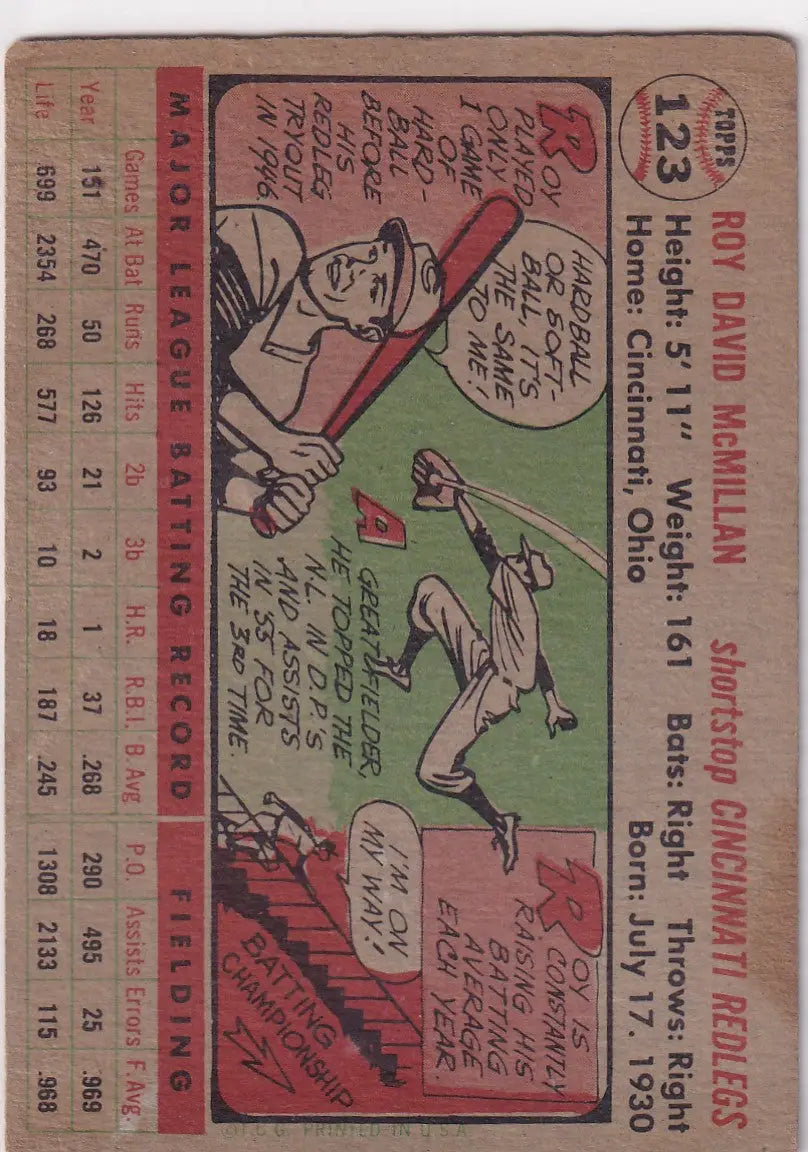 TOPPS
123
ROY DAVID McMILLAN shortstop CINCINNATI REDLEGS
Height: 5' 11" Weight: 161 Bats: Right Throws: Right
Home: Cincinnati, Ohio Born: July 17. 1930
ROY
PLAYED
ONLY
1 GAME
OF
HARD-
BALL
BEFORE
HIS
REDLEG
TRYOUT
IN 1946.
HARDBALL
OR SOFT-
BALL, IT'S
THE SAME
TO ME!
A
GREAT FIELDER,
HE TOPPED THE
N.L. IN D.P.'S
AND ASSISTS
IN '55 FOR
THE 3RD TIME.
ROY IS
CONSTANTLY
RAISING HIS
BATTING
AVERAGE
EACH YEAR.
I'M ON
MY WAY!
BATTING
CHAMPIONSHIP
©T.C.G. PRINTED IN U.S.A.
MAJOR LEAGUE BATTING RECORD FIELDING
Games At Bat Runs Hits 2b 3b H.R. R.B.I. B. Avg. P.O. Assists Errors F. Avg.
Year 151 470 50 126 21 2 1 37 .268 290 495 25 .969
Life 699 2354 268 577 93 10 18 187 .245 1308 2133 115 .968